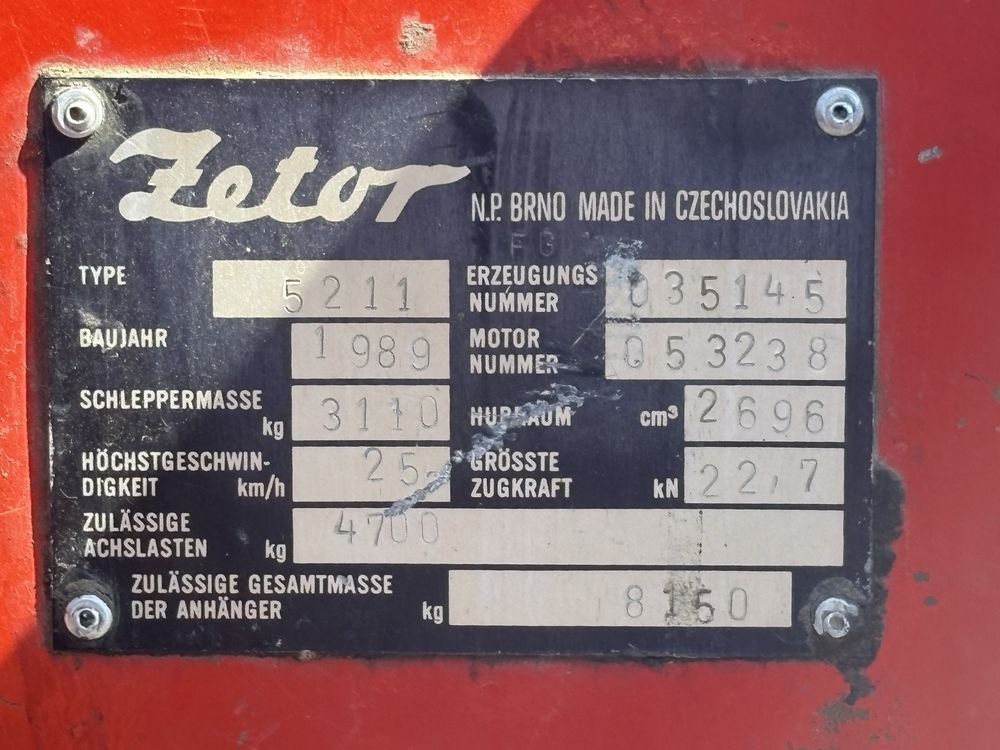 Zetor
N.P. BRNO MADE IN CZECHOSLOVAKIA
FG
TYPE 5211
ERZEUGUNGS NUMMER 035145
BAUJAHR 1989
MOTOR NUMMER 053238
SCHLEPPERMASSE kg 3110
HUBRAUM cm³ 2696
HÖCHSTGESCHWIN-
DIGKEIT km/h 25
GRÖSSTE
ZUGKRAFT kN 22,7
ZULÄSSIGE
ACHSLASTEN kg 4700
ZULÄSSIGE GESAMTMASSE
DER ANHÄNGER kg 8150